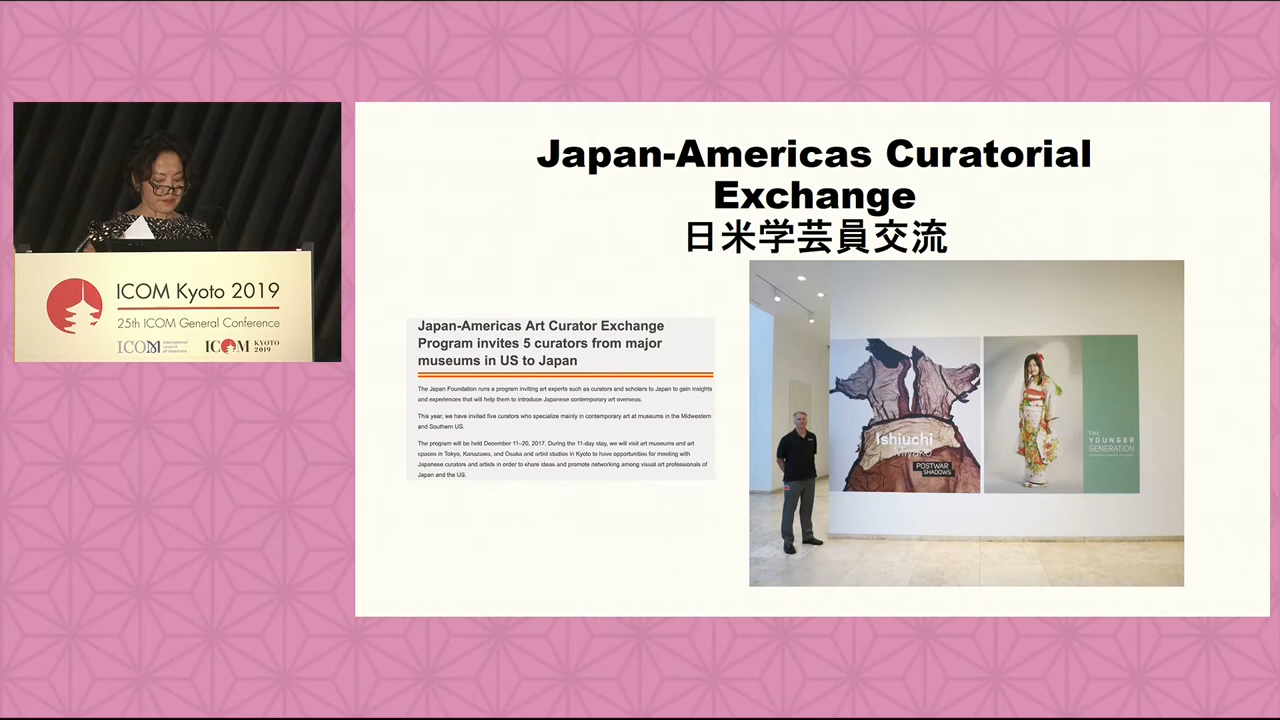 Japan-Americas Curatorial
Exchange
日米学芸員交流
Japan-Americas Art Curator Exchange
Program invites 5 curators from major
museums in US to Japan
The Japan Foundation runs a program inviting art experts such as curators and scholars to Japan to gain insights
and experiences that will help them to introduce Japanese contemporary art overseas.
This year, we have invited five curators who specialize mainly in contemporary art at museums in the Midwestern
and Southern US.
The program will be held December 11–20, 2017. During the 11-day stay, we will visit art museums and art
spaces in Tokyo, Kanazawa, and Osaka and artist studios in Kyoto to have opportunities for meeting with
Japanese curators and artists in order to share ideas and promote networking among visual art professionals of
Japan and the US.
Ishiuchi
Miyako
POSTWAR
SHADOWS
THE
YOUNGER
GENERATION
ICOM Kyoto 2019
25th ICOM General Conference
ICOM international council of museums
ICOM KYOTO 2019